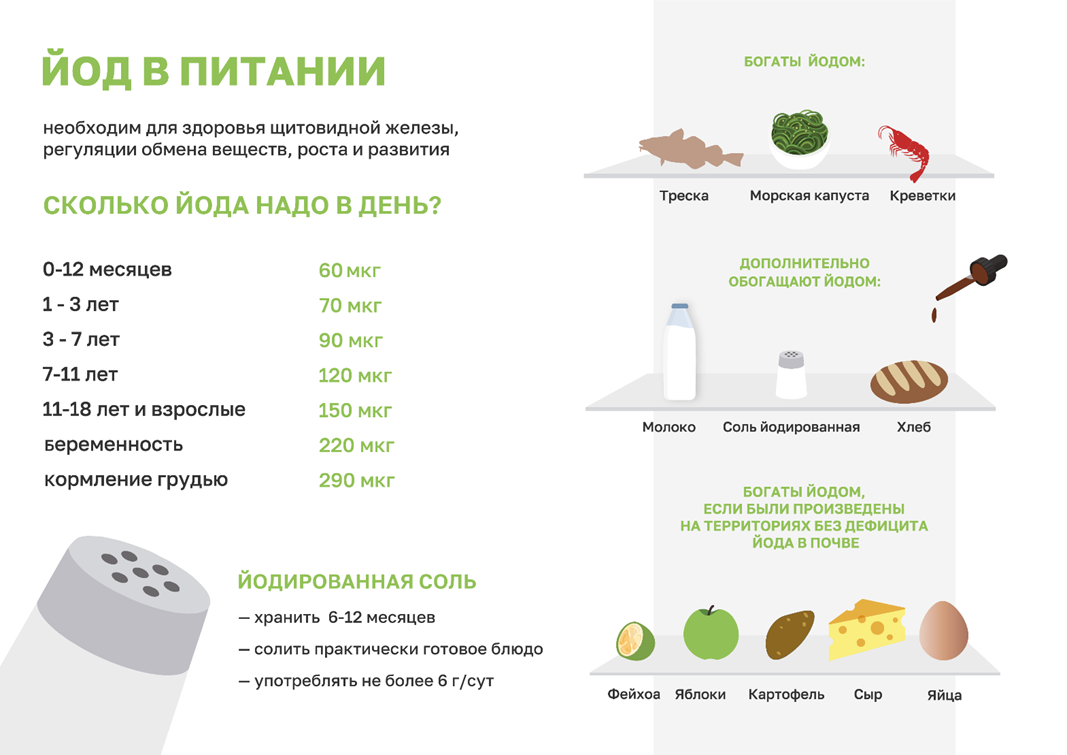 ЙОД В ПИТАНИИ
необходим для здоровья щитовидной железы,
регуляции обмена веществ, роста и развития
СКОЛЬКО ЙОДА НАДО В ДЕНЬ?
0-12 месяцев 60 мкг
1 - 3 лет 70 мкг
3 - 7 лет 90 мкг
7-11 лет 120 мкг
11-18 лет и взрослые 150 мкг
беременность 220 мкг
кормление грудью 290 мкг
ЙОДИРОВАННАЯ СОЛЬ
— хранить 6-12 месяцев
— солить практически готовое блюдо
— употреблять не более 6 г/сут
БОГАТЫ ЙОДОМ:
Треска Морская капуста Креветки
ДОПОЛНИТЕЛЬНО
ОБОГАЩАЮТ ЙОДОМ:
Молоко Соль йодированная Хлеб
БОГАТЫ ЙОДОМ,
ЕСЛИ БЫЛИ ПРОИЗВЕДЕНЫ
НА ТЕРРИТОРИЯХ БЕЗ ДЕФИЦИТА
ЙОДА В ПОЧВЕ
Фейхоа Яблоки Картофель Сыр Яйца